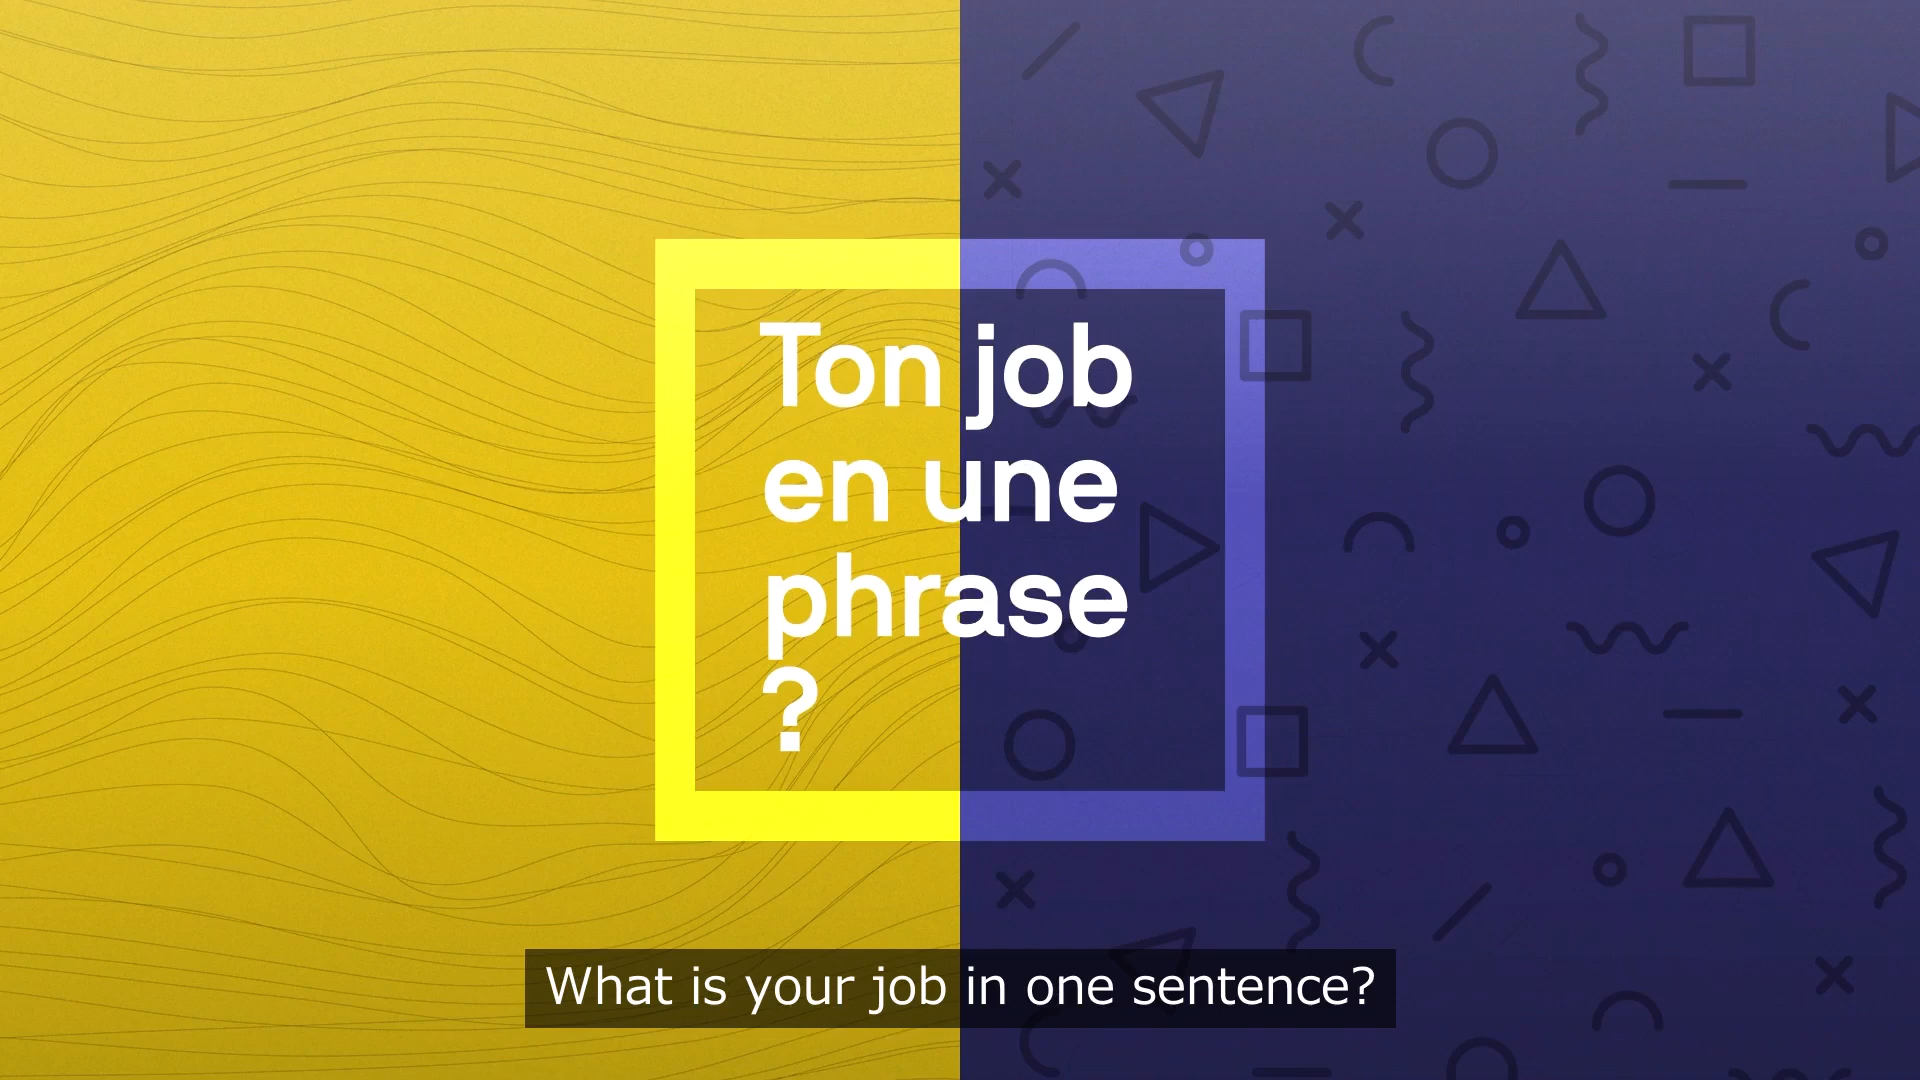 Ton job
en une
phrase
?
What is your job in one sentence?